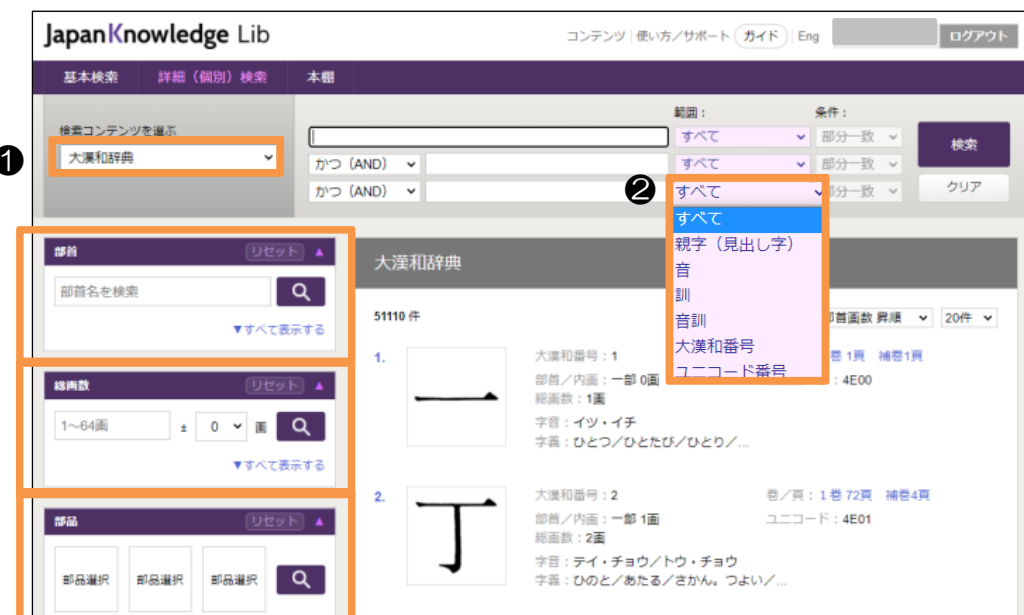 JapanKnowledge Lib
コンテンツ 使い方／サポート ガイド Eng ログアウト
基本検索 詳細（個別）検索 本棚
検索コンテンツを選ぶ
❶ 大漢和辞典
範囲： 条件：
すべて 部分一致 検索
かつ（AND） すべて 部分一致
かつ（AND） ❷ すべて 部分一致 クリア
すべて
親字（見出し字）
音
訓
音訓
大漢和番号
ユニコード番号
部首 リセット ▲
部首名を検索
▼すべて表示する
総画数 リセット ▲
1～64画 ± 0 画
▼すべて表示する
部品 リセット ▲
部品選択 部品選択 部品選択
大漢和辞典
51110 件 部首画数 昇順 20件
1. 一
大漢和番号：1 巻 1頁 補巻1頁
部首／内画：一部 0画 ：4E00
総画数：1画
字音：イツ・イチ
字義：ひとつ／ひとたび／ひとり／...
2. 丁
大漢和番号：2 巻／頁：1巻 72頁 補巻4頁
部首／内画：一部 1画 ユニコード：4E01
総画数：2画
字音：テイ・チョウ／トウ・チョウ
字義：ひのと／あたる／さかん。つよい／...